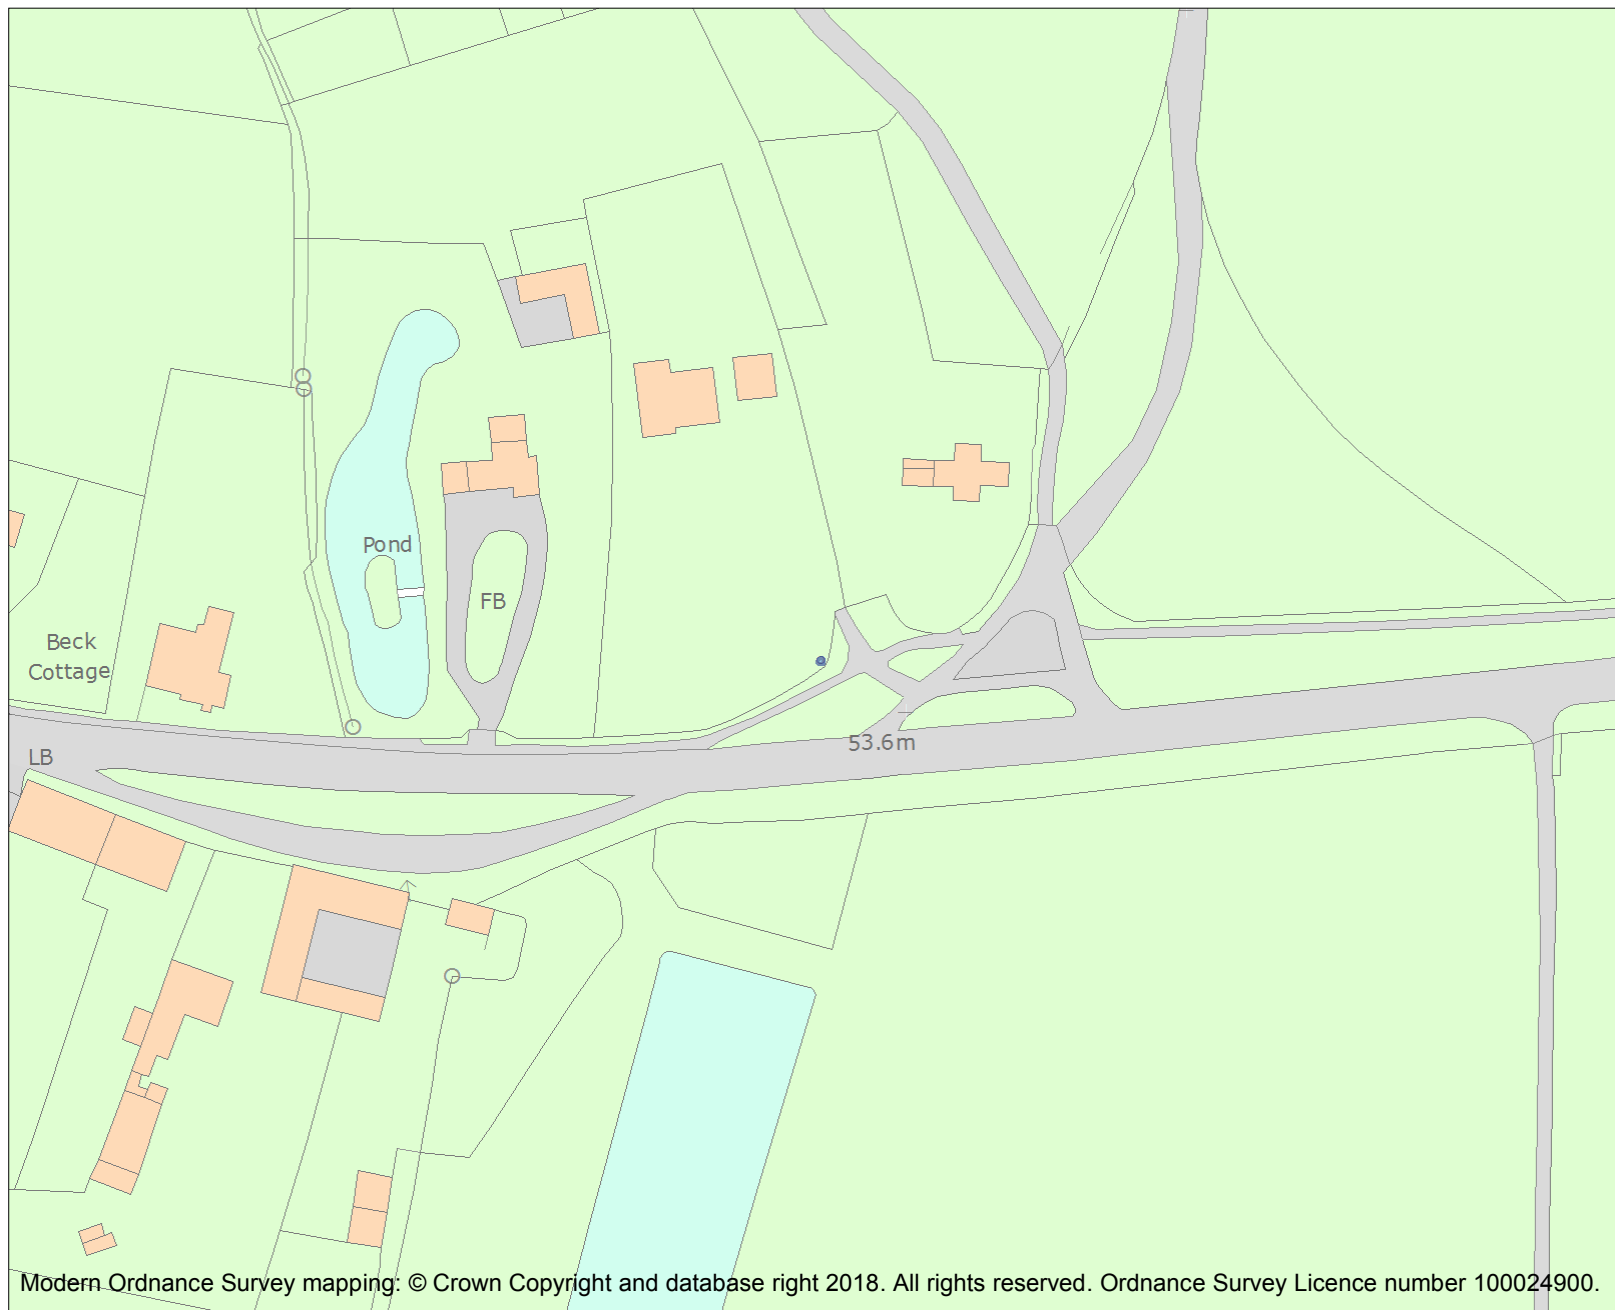 Pond
FB
Beck
Cottage
53.6m
LB
Modern Ordnance Survey mapping: © Crown Copyright and database right 2018. All rights reserved. Ordnance Survey Licence number 100024900.